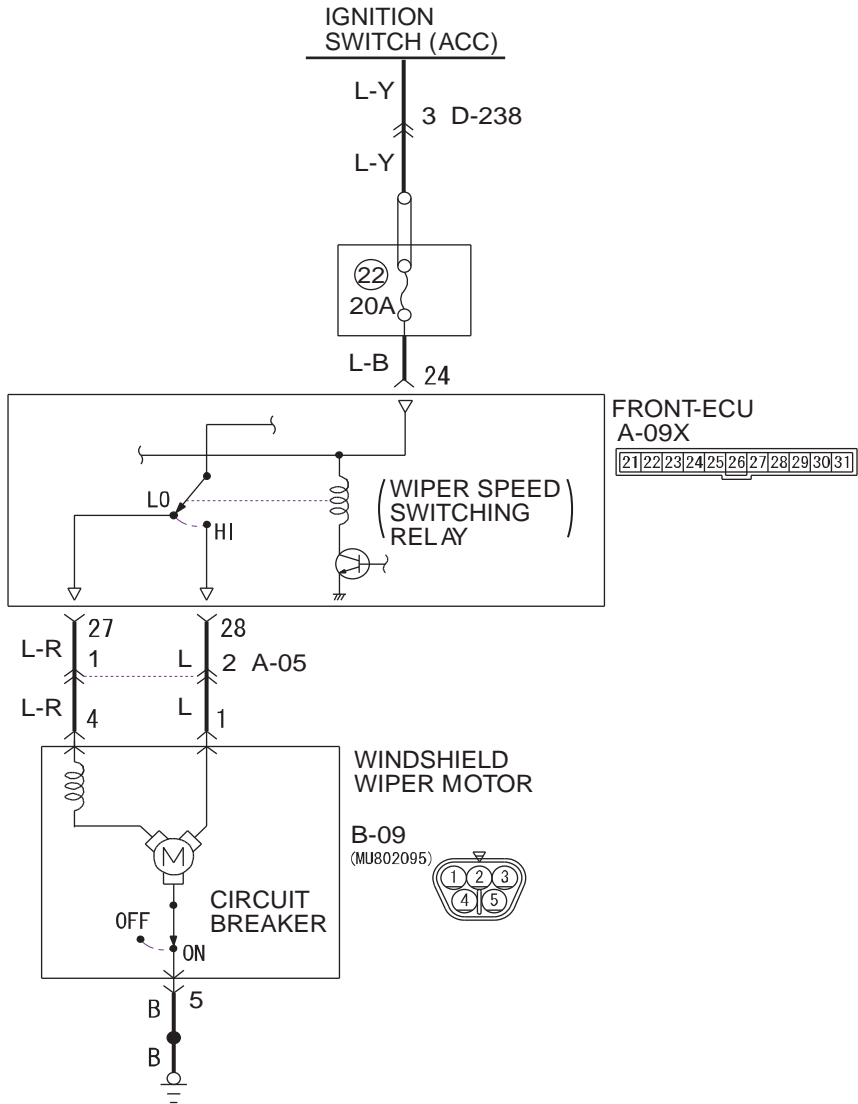 IGNITION
SWITCH (ACC)
L-Y
3 D-238
L-Y
22
20A
L-B
24
FRONT-ECU
A-09X
21 22 23 24 25 26 27 28 29 30 31
LO
HI
(WIPER SPEED
SWITCHING
RELAY)
27
28
L-R
1
L
2 A-05
L-R
4
L
1
WINDSHIELD
WIPER MOTOR
B-09
(MU802095)
1 2 3
4 5
M
CIRCUIT
BREAKER
OFF
ON
5
B
B